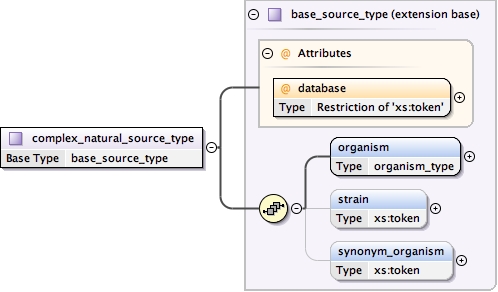 base_source_type (extension base)
@ Attributes
@ database
Type Restriction of 'xs:token'
complex_natural_source_type
Base Type base_source_type
organism
Type organism_type
strain
Type xs:token
synonym_organism
Type xs:token